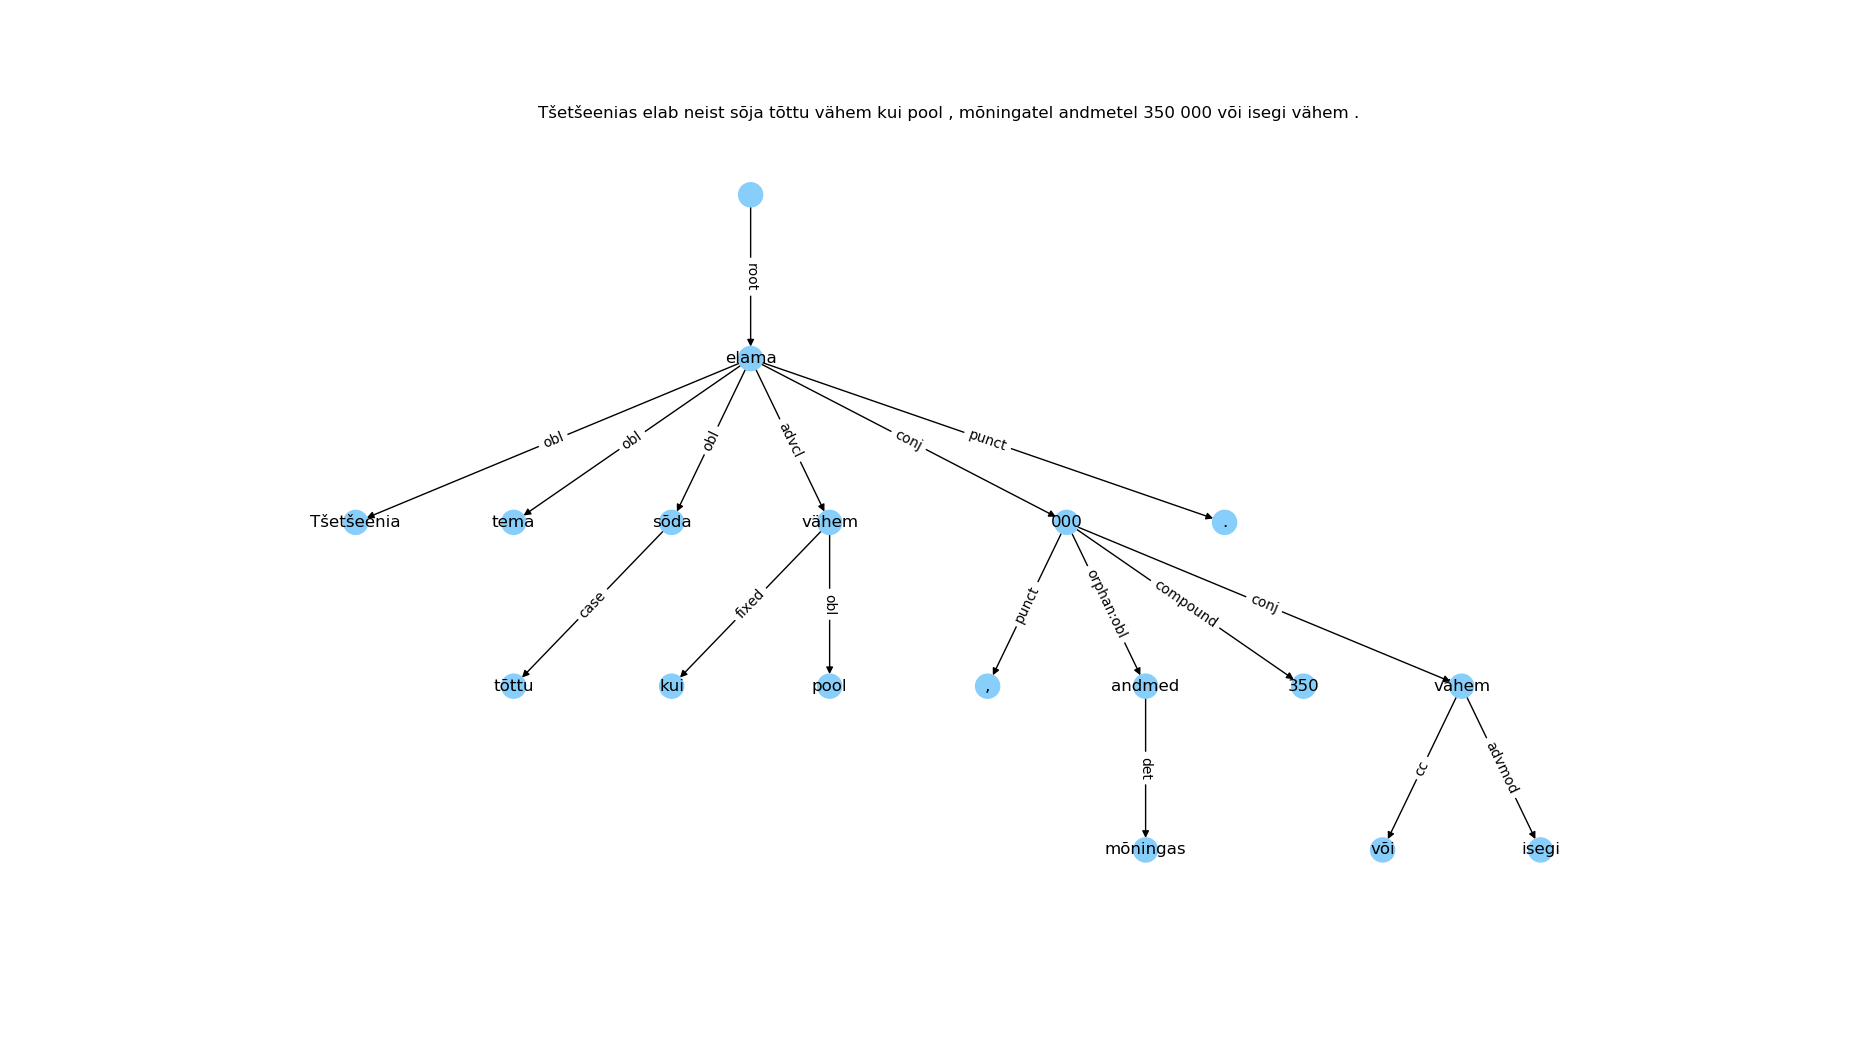 Tšetšeenias elab neist sõja tõttu vähem kui pool , mõningatel andmetel 350 000 või isegi vähem .
root
elama
obl obl obl advcl conj punct
Tšetšeenia tema sõda vähem 000 .
case fixed obl punct orphan:obl compound conj
tõttu kui pool , andmed 350 vähem
det cc advmod
mõningas või isegi